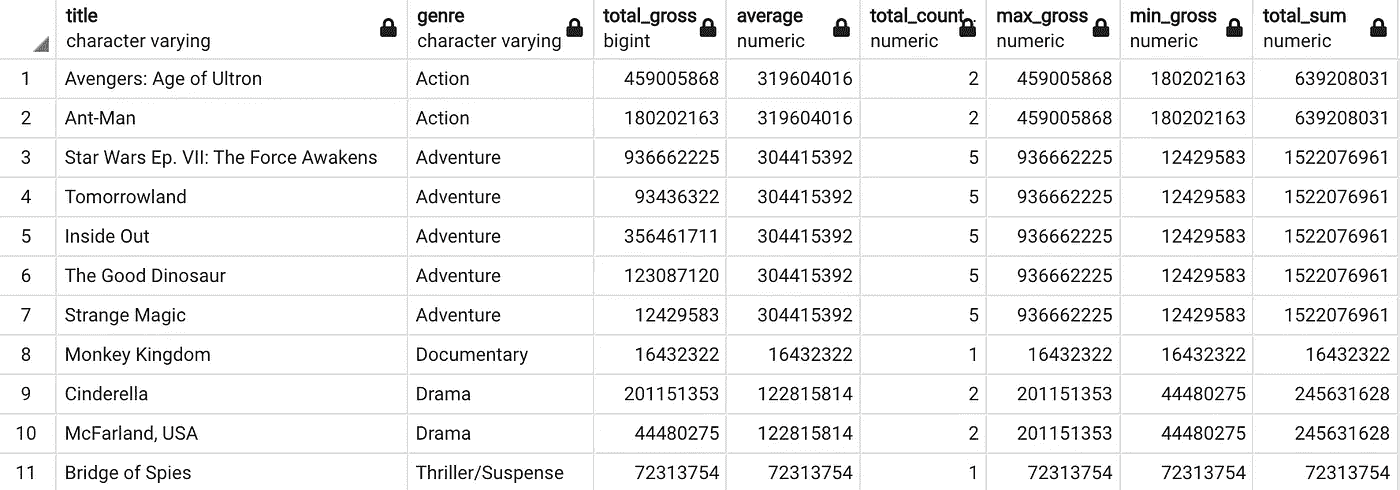 title genre total_gross average total_count.. max_gross min_gross total_sum
character varying character varying bigint numeric numeric numeric numeric numeric
1 Avengers: Age of Ultron Action 459005868 319604016 2 459005868 180202163 639208031
2 Ant-Man Action 180202163 319604016 2 459005868 180202163 639208031
3 Star Wars Ep. VII: The Force Awakens Adventure 936662225 304415392 5 936662225 12429583 1522076961
4 Tomorrowland Adventure 93436322 304415392 5 936662225 12429583 1522076961
5 Inside Out Adventure 356461711 304415392 5 936662225 12429583 1522076961
6 The Good Dinosaur Adventure 123087120 304415392 5 936662225 12429583 1522076961
7 Strange Magic Adventure 12429583 304415392 5 936662225 12429583 1522076961
8 Monkey Kingdom Documentary 16432322 16432322 1 16432322 16432322 16432322
9 Cinderella Drama 201151353 122815814 2 201151353 44480275 245631628
10 McFarland, USA Drama 44480275 122815814 2 201151353 44480275 245631628
11 Bridge of Spies Thriller/Suspense 72313754 72313754 1 72313754 72313754 72313754